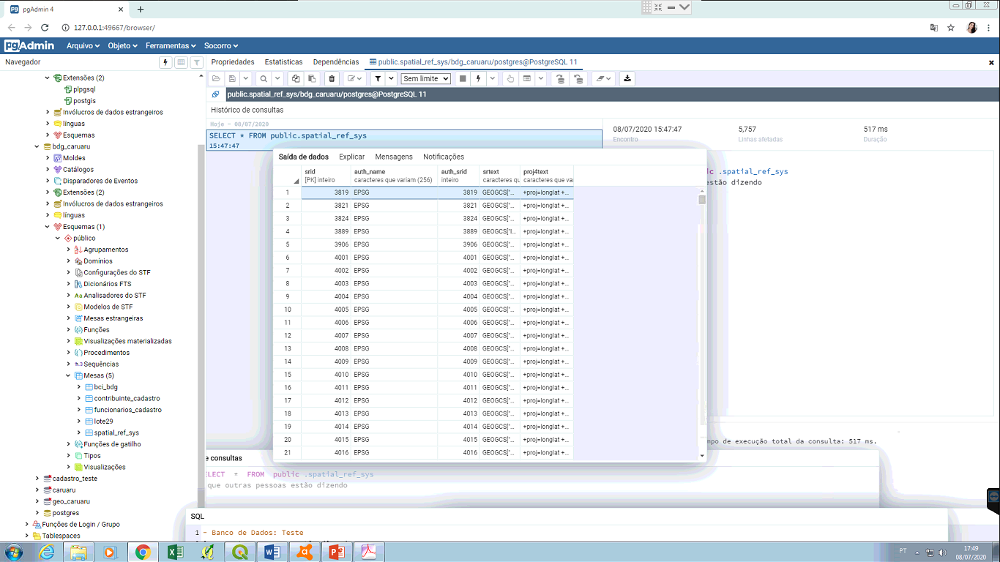 pgAdmin 4
127.0.0.1:49667/browser/
pgAdmin Arquivo Objeto Ferramentas Socorro
Navegador
Propriedades Estatisticas Dependências public.spatial_ref_sys/bdg_caruaru/postgres@PostgreSQL 11
Sem limite
public.spatial_ref_sys/bdg_caruaru/postgres@PostgreSQL 11
Histórico de consultas
Hoje - 08/07/2020
SELECT * FROM public.spatial_ref_sys
15:47:47
08/07/2020 15:47:47 5,757 517 ms
Encontro Linhas afetadas Duração
Extensões (2)
plpgsql
postgis
Invólucros de dados estrangeiros
línguas
Esquemas
bdg_caruaru
Moldes
Catálogos
Disparadores de Eventos
Extensões (2)
Invólucros de dados estrangeiros
línguas
Esquemas (1)
público
Agrupamentos
Domínios
Configurações do STF
Dicionários FTS
Analisadores do STF
Modelos de STF
Mesas estrangeiras
Funções
Visualizações materializadas
Procedimentos
1..3 Sequências
Mesas (5)
bci_bdg
contribuinte_cadastro
funcionarios_cadastro
lote29
spatial_ref_sys
Funções de gatilho
Tipos
Visualizações
cadastro_teste
caruaru
geo_caruaru
postgres
Funções de Login / Grupo
Tablespaces
Saída de dados Explicar Mensagens Notificações
srid auth_name auth_srid srtext proj4text
[PK] inteiro caracteres que variam (256) inteiro caracteres qu caracteres que va
1 3819 EPSG 3819 GEOGCS["... +proj=longlat +...
2 3821 EPSG 3821 GEOGCS["... +proj=longlat +...
3 3824 EPSG 3824 GEOGCS["... +proj=longlat +...
4 3889 EPSG 3889 GEOGCS["I... +proj=longlat +...
5 3906 EPSG 3906 GEOGCS["... +proj=longlat +...
6 4001 EPSG 4001 GEOGCS["... +proj=longlat +...
7 4002 EPSG 4002 GEOGCS["... +proj=longlat +...
8 4003 EPSG 4003 GEOGCS["... +proj=longlat +...
9 4004 EPSG 4004 GEOGCS["... +proj=longlat +...
10 4005 EPSG 4005 GEOGCS["... +proj=longlat +...
11 4006 EPSG 4006 GEOGCS["... +proj=longlat +...
12 4007 EPSG 4007 GEOGCS["... +proj=longlat +...
13 4008 EPSG 4008 GEOGCS["... +proj=longlat +...
14 4009 EPSG 4009 GEOGCS["... +proj=longlat +...
15 4010 EPSG 4010 GEOGCS["... +proj=longlat +...
16 4011 EPSG 4011 GEOGCS["... +proj=longlat +...
17 4012 EPSG 4012 GEOGCS["... +proj=longlat +...
18 4013 EPSG 4013 GEOGCS["... +proj=longlat +...
19 4014 EPSG 4014 GEOGCS["... +proj=longlat +...
20 4015 EPSG 4015 GEOGCS["... +proj=longlat +...
21 4016 EPSG 4016 GEOGCS["... +proj=longlat +...
c .spatial_ref_sys
stão dizendo
mpo de execução total da consulta: 517 ms.
e consultas
LECT * FROM public .spatial_ref_sys
que outras pessoas estão dizendo
SQL
1 - Banco de Dados: Teste
PT 17:49
08/07/2020